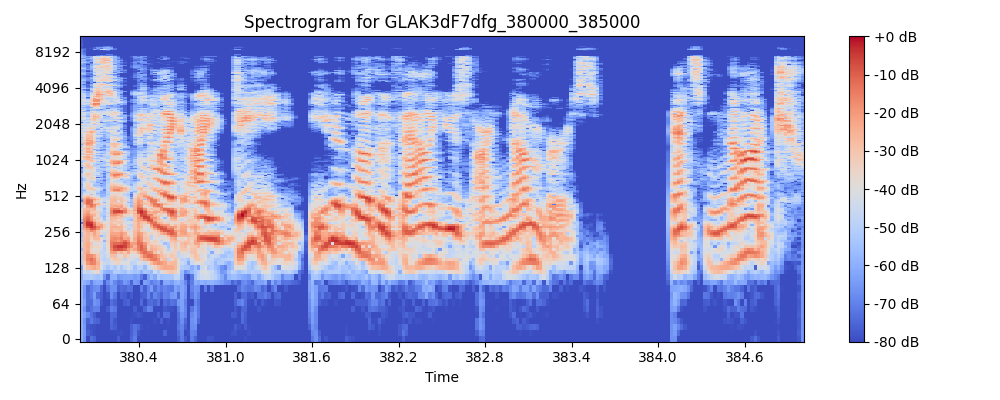 Spectrogram for GLAK3dF7dfg_380000_385000
8192
4096
2048
1024
512
256
128
64
0
Hz
380.4 381.0 381.6 382.2 382.8 383.4 384.0 384.6
Time
+0 dB
-10 dB
-20 dB
-30 dB
-40 dB
-50 dB
-60 dB
-70 dB
-80 dB